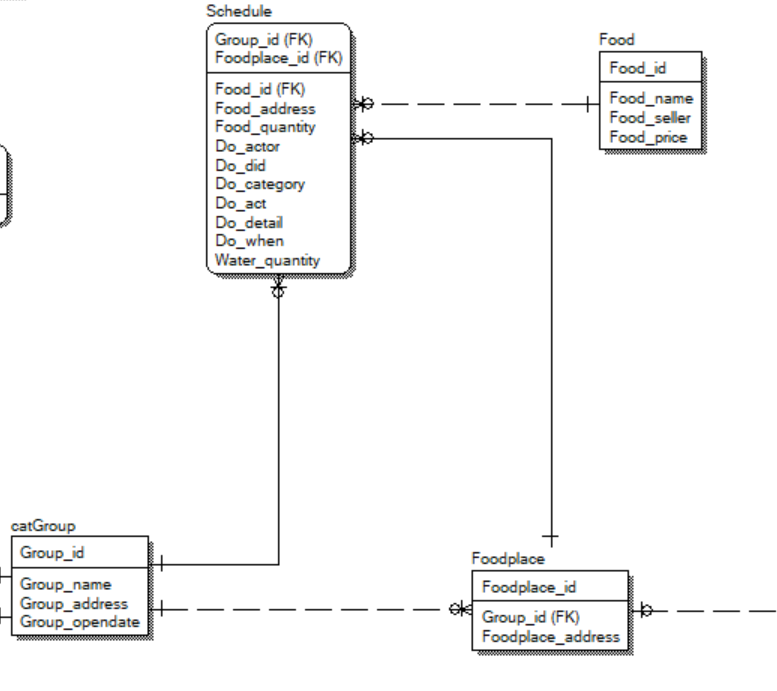 Schedule
Group_id (FK)
Foodplace_id (FK)
Food_id (FK)
Food_address
Food_quantity
Do_actor
Do_did
Do_category
Do_act
Do_detail
Do_when
Water_quantity
Food
Food_id
Food_name
Food_seller
Food_price
catGroup
Group_id
Group_name
Group_address
Group_opendate
Foodplace
Foodplace_id
Group_id (FK)
Foodplace_address